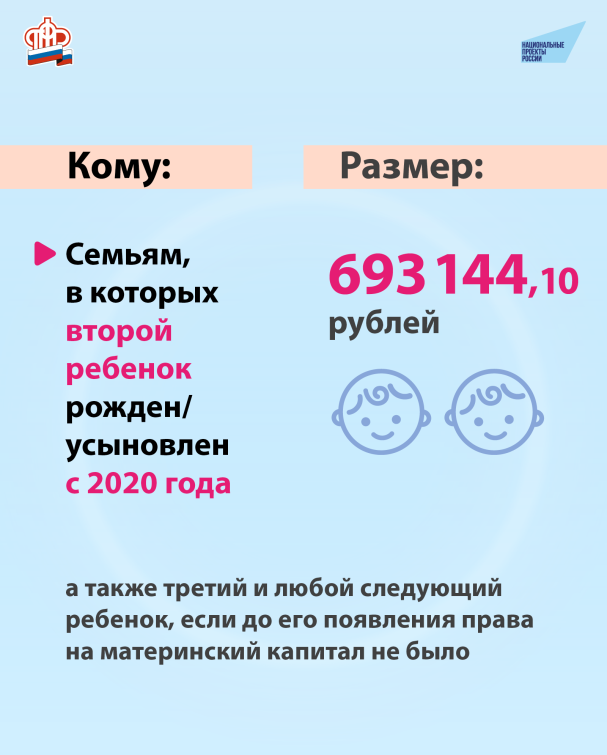 ПФР
НАЦИОНАЛЬНЫЕ
ПРОЕКТЫ
РОССИИ
Кому:
Размер:
Семьям,
в которых
второй
ребенок
рожден/
усыновлен
с 2020 года
693 144,10
рублей
а также третий и любой следующий
ребенок, если до его появления права
на материнский капитал не было